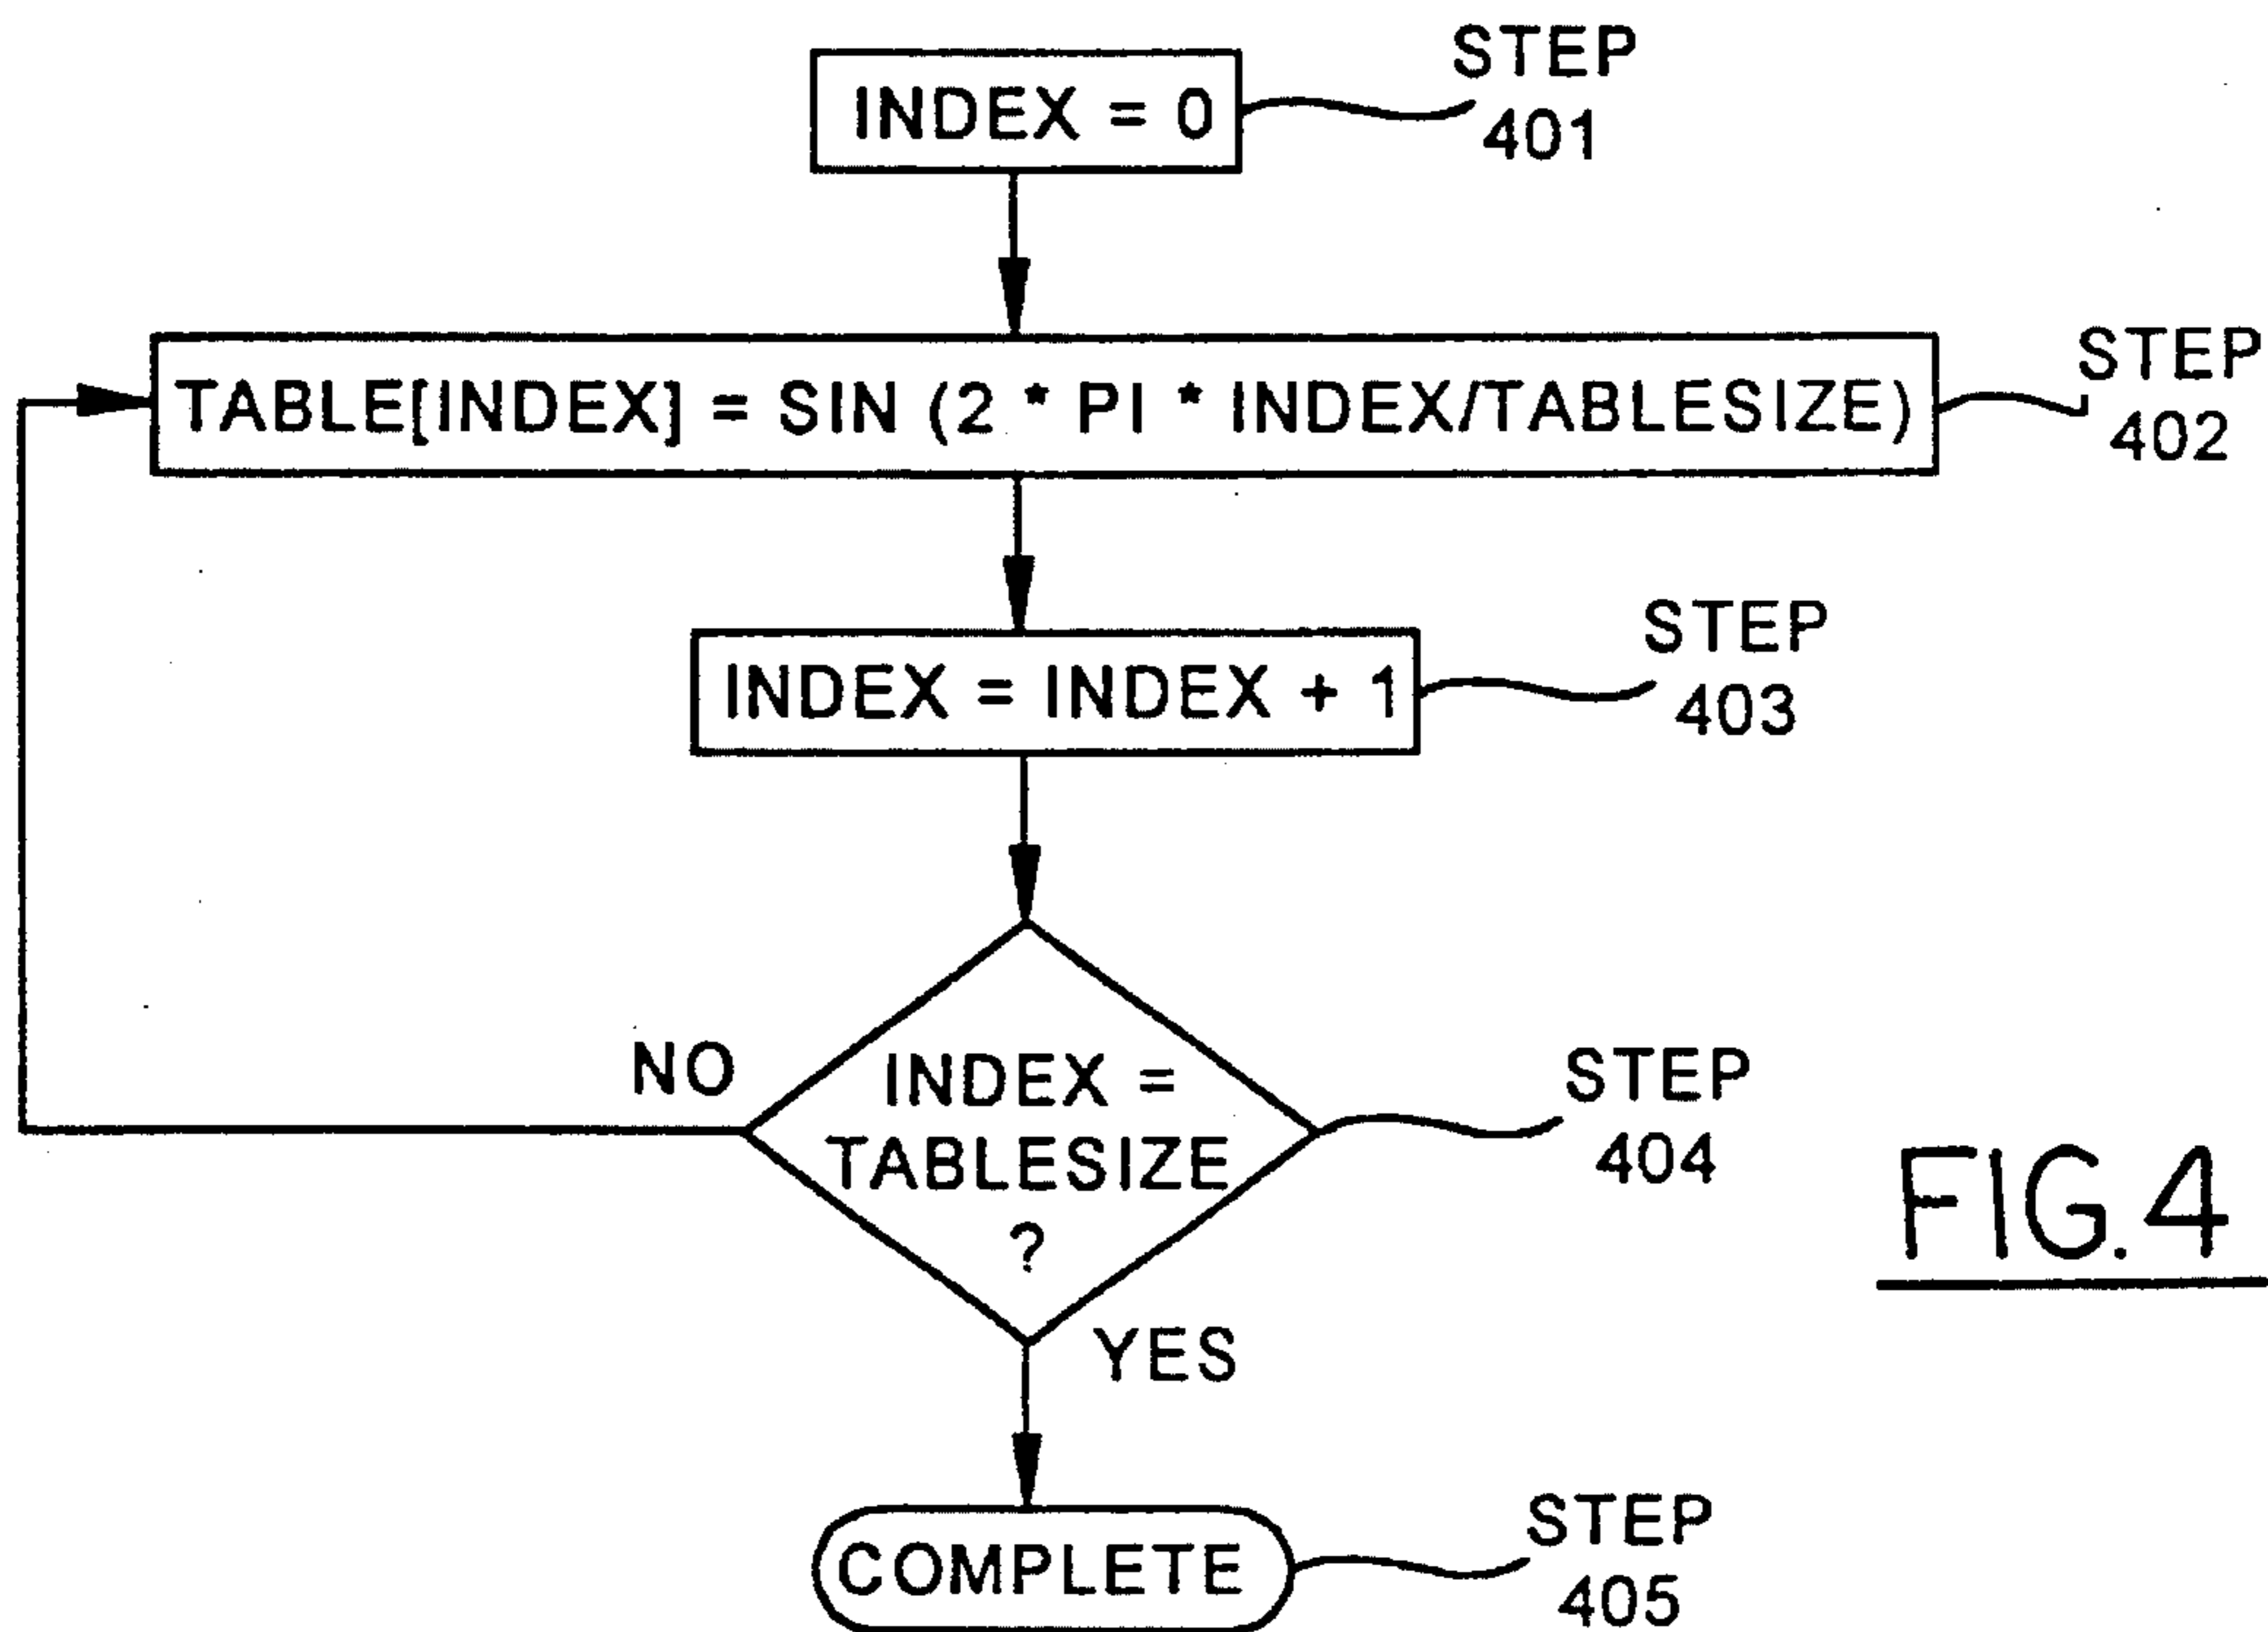 INDEX = 0
STEP
401
TABLE[INDEX] = SIN (2 * PI * INDEX/TABLESIZE)
STEP
402
INDEX = INDEX + 1
STEP
403
NO
INDEX =
TABLESIZE
?
STEP
404
YES
COMPLETE
STEP
405
FIG.4